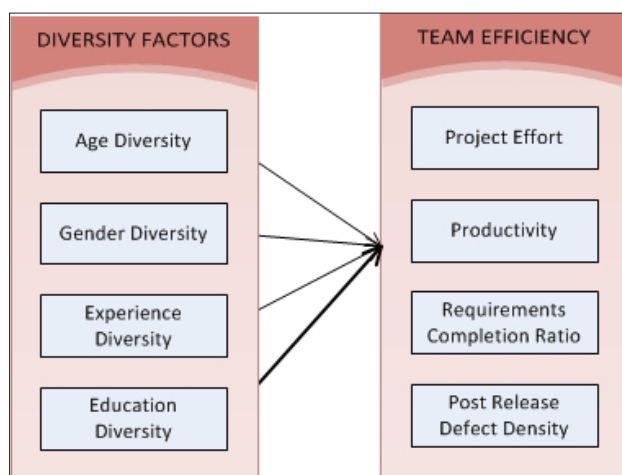 DIVERSITY FACTORS
Age Diversity
Gender Diversity
Experience
Diversity
Education
Diversity
TEAM EFFICIENCY
Project Effort
Productivity
Requirements
Completion Ratio
Post Release
Defect Density